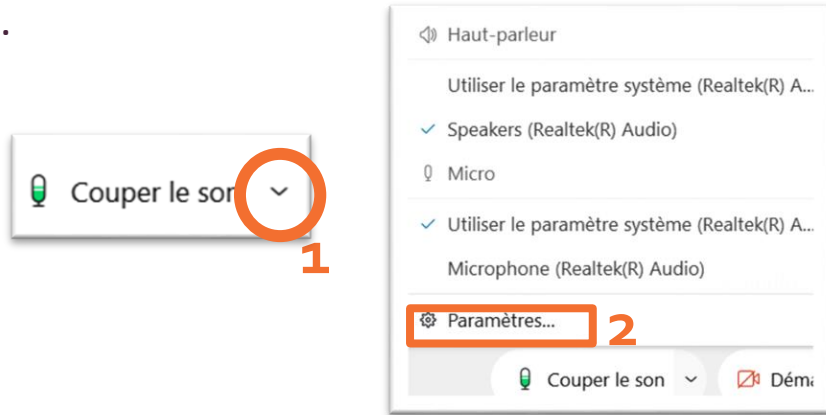 .
Couper le son
1
Haut-parleur
Utiliser le paramètre système (Realtek(R) A...
Speakers (Realtek(R) Audio)
Micro
Utiliser le paramètre système (Realtek(R) A...
Microphone (Realtek(R) Audio)
Paramètres...
2
Couper le son
Déma